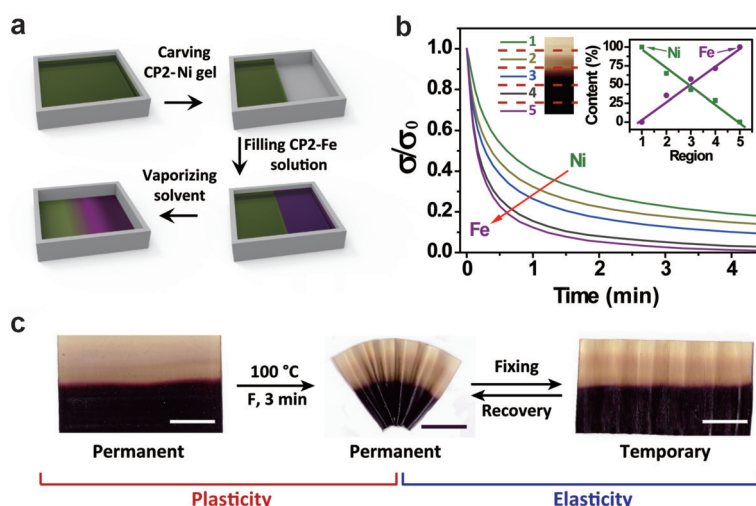 a
Carving
CP2-Ni gel
Filling CP2-Fe
solution
Vaporizing
solvent
b
σ/σ0
1.0
0.8
0.6
0.4
0.2
0.0
1
2
3
4
5
Ni
Fe
0
1
2
3
4
Time (min)
Content (%)
100
75
50
25
0
Ni
Fe
1 2 3 4 5
Region
c
100 °C
F, 3 min
Fixing
Recovery
Permanent
Permanent
Temporary
Plasticity
Elasticity